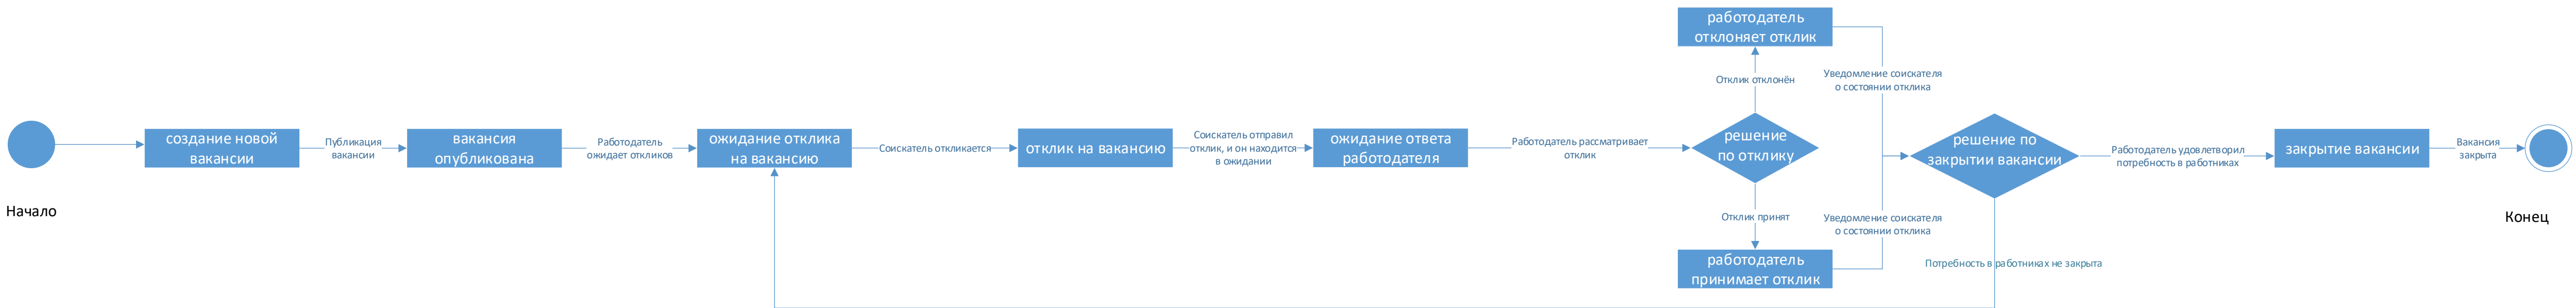 Начало
создание новой
вакансии
Публикация
вакансии
вакансия
опубликована
Работодатель
ожидает откликов
ожидание отклика
на вакансию
Соискатель откликается
отклик на вакансию
Соискатель отправил
отклик, и он находится
в ожидании
ожидание ответа
работодателя
Работодатель рассматривает
отклик
решение
по отклику
Отклик отклонён
работодатель
отклоняет отклик
Уведомление соискателя
о состоянии отклика
Отклик принят
работодатель
принимает отклик
Уведомление соискателя
о состоянии отклика
решение по
закрытии вакансии
Потребность в работниках не закрыта
Работодатель удовлетворил
потребность в работниках
закрытие вакансии
Вакансия
закрыта
Конец